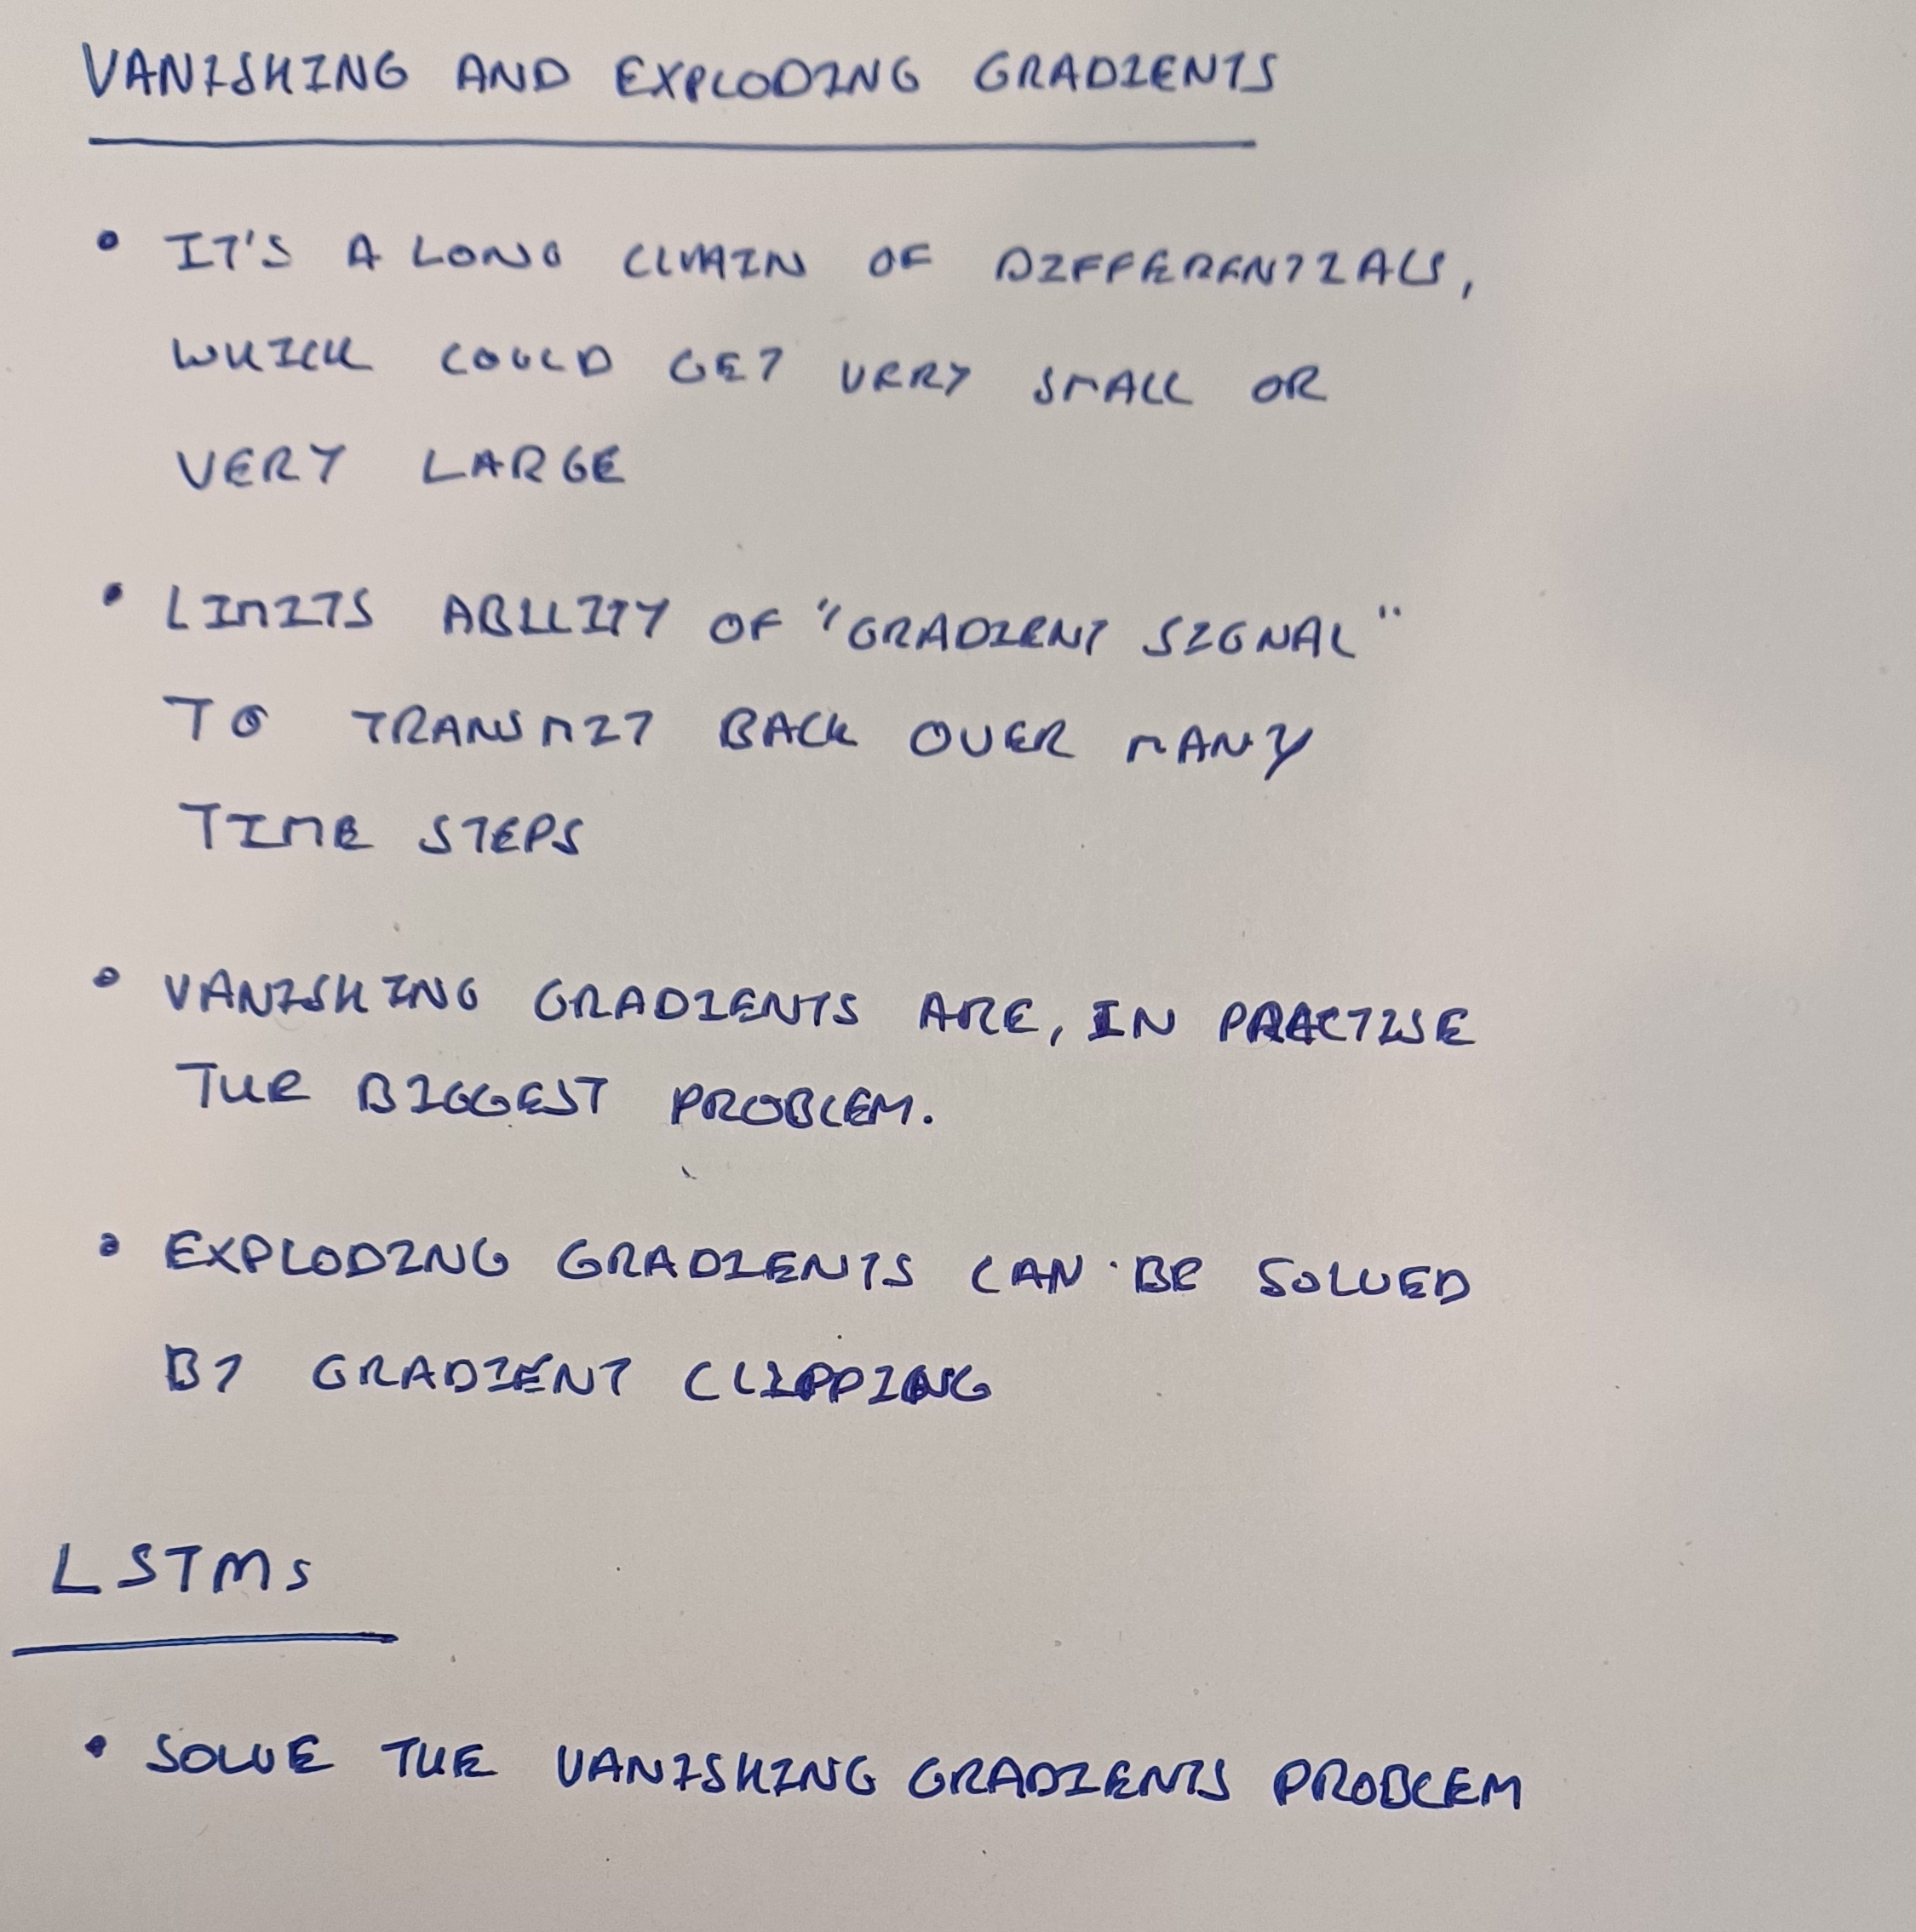 VANISHING AND EXPLODING GRADIENTS
• IT'S A LONG CHAIN OF DIFFERENTIALS,
WHICH COULD GET VERY SMALL OR
VERY LARGE
• LIMITS ABILITY OF "GRADIENT SIGNAL"
TO TRANSMIT BACK OVER MANY
TIME STEPS
• VANISHING GRADIENTS ARE, IN PRACTISE
THE BIGGEST PROBLEM.
• EXPLODING GRADIENTS CAN BE SOLVED
BY GRADIENT CLIPPING
LSTMs
• SOLVE THE VANISHING GRADIENTS PROBLEM